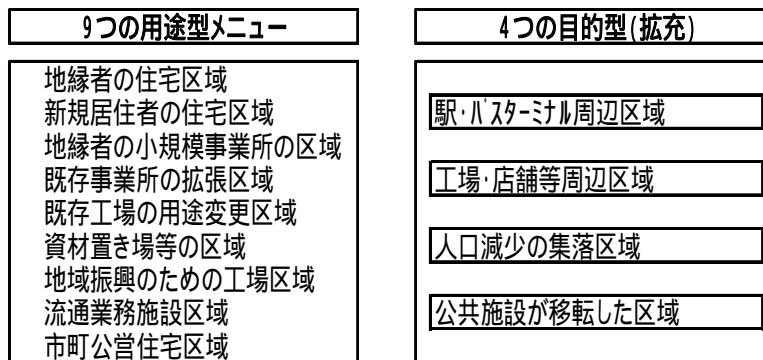 9つの用途型メニュー
地縁者の住宅区域
新規居住者の住宅区域
地縁者の小規模事業所の区域
既存事業所の拡張区域
既存工場の用途変更区域
資材置き場等の区域
地域振興のための工場区域
流通業務施設区域
市町公営住宅区域
4つの目的型(拡充)
駅・バスターミナル周辺区域
工場・店舗等周辺区域
人口減少の集落区域
公共施設が移転した区域